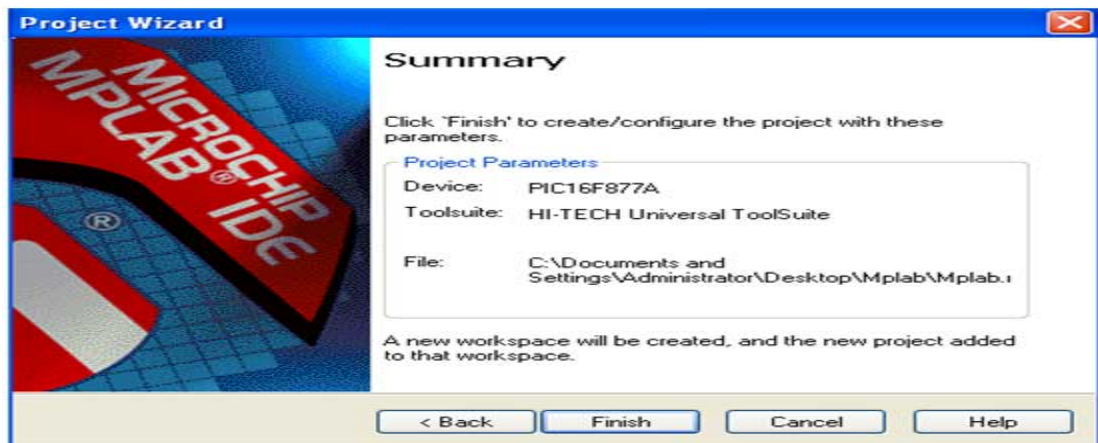 Project Wizard
MICROCHIP
MPLAB® IDE
®
Summary
Click 'Finish' to create/configure the project with these
parameters.
Project Parameters
Device: PIC16F877A
Toolsuite: HI-TECH Universal ToolSuite
File: C:\Documents and
Settings\Administrator\Desktop\Mplab\Mplab.
A new workspace will be created, and the new project added
to that workspace.
< Back Finish Cancel Help